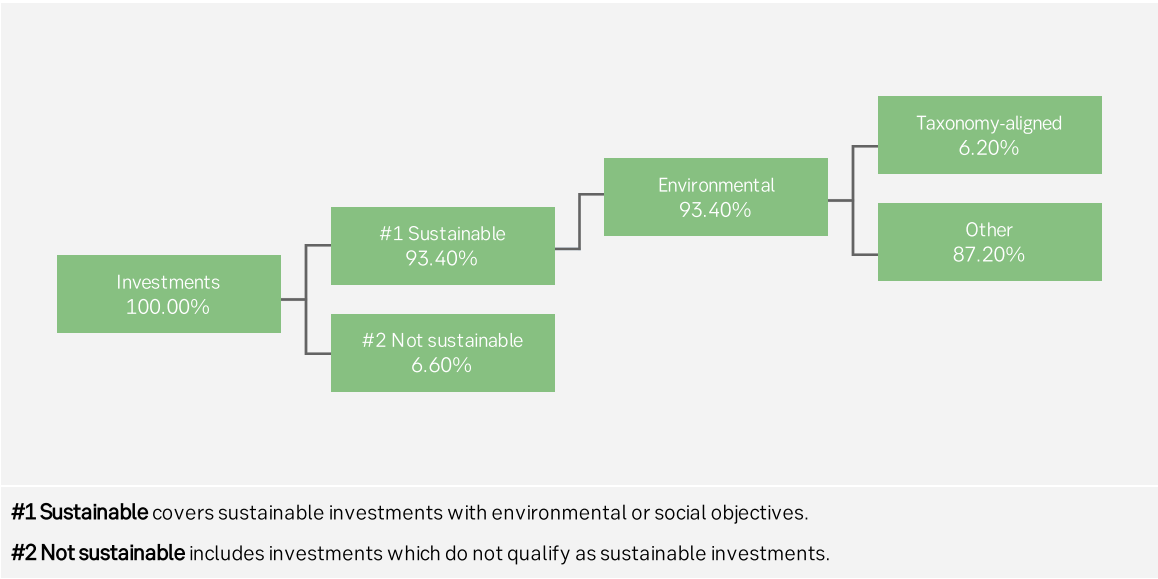 Investments
100.00%
#1 Sustainable
93.40%
#2 Not sustainable
6.60%
Environmental
93.40%
Taxonomy-aligned
6.20%
Other
87.20%
#1 Sustainable covers sustainable investments with environmental or social objectives.
#2 Not sustainable includes investments which do not qualify as sustainable investments.